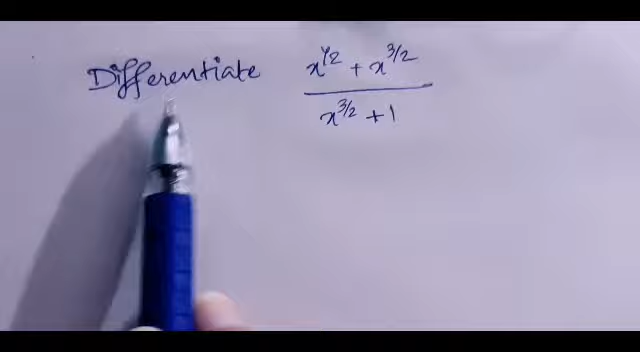 Differentiate x^1/2 + x^3/2
x^3/2 + 1